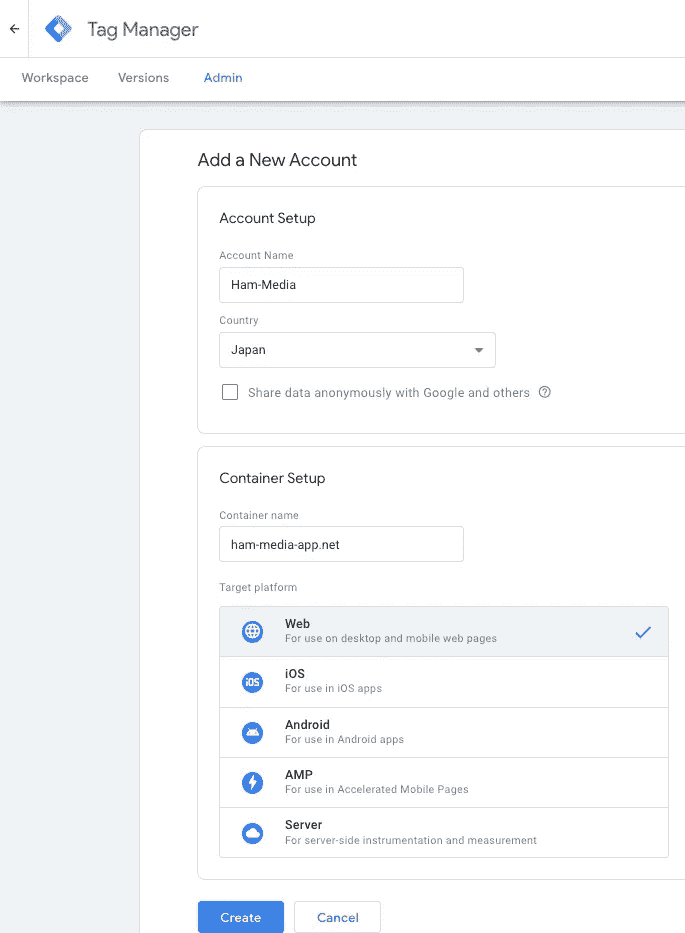 Tag Manager
Workspace Versions Admin
Add a New Account
Account Setup
Account Name
Ham-Media
Country
Japan
Share data anonymously with Google and others ?
Container Setup
Container name
ham-media-app.net
Target platform
Web
For use on desktop and mobile web pages
iOS
iOS
For use in iOS apps
Android
For use in Android apps
AMP
For use in Accelerated Mobile Pages
Server
For server-side instrumentation and measurement
Create Cancel